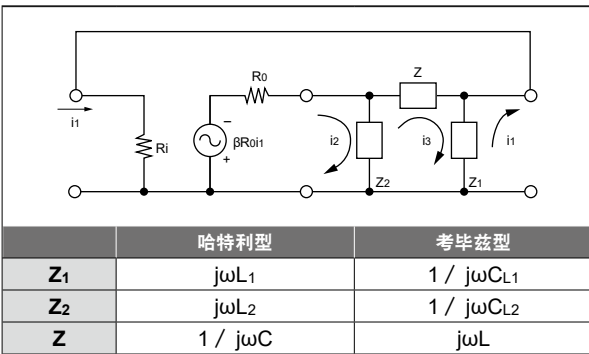 R0
Z
i1
Ri
−
βR0i1
+
i2
i3
i1
Z2
Z1
哈特利型 考毕兹型
Z1 jωL1 1 / jωCL1
Z2 jωL2 1 / jωCL2
Z 1 / jωC jωL